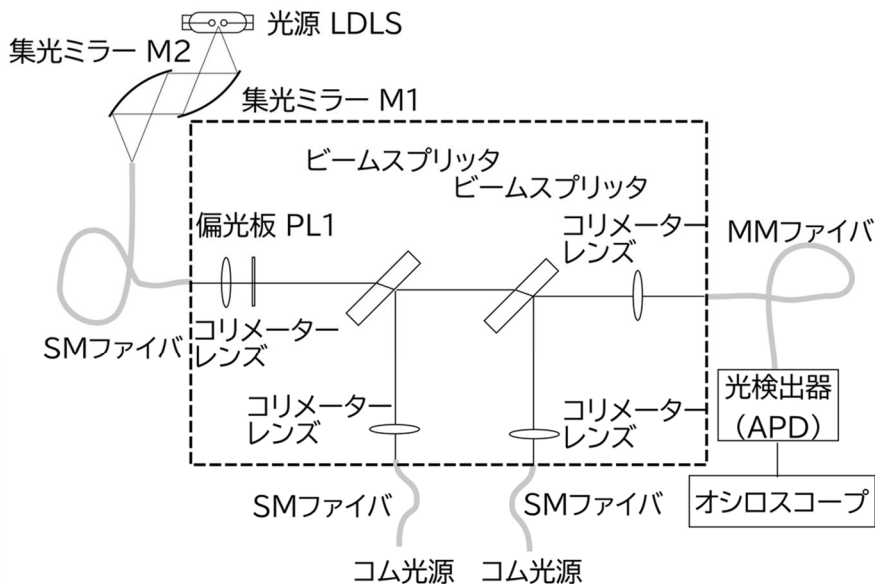 光源 LDLS
集光ミラー M2
集光ミラー M1
ビームスプリッタ
ビームスプリッタ
偏光板 PL1
コリメーター
レンズ
MMファイバ
SMファイバ
コリメーター
レンズ
コリメーター
レンズ
コリメーター
レンズ
光検出器
(APD)
SMファイバ
SMファイバ
オシロスコープ
コム光源
コム光源